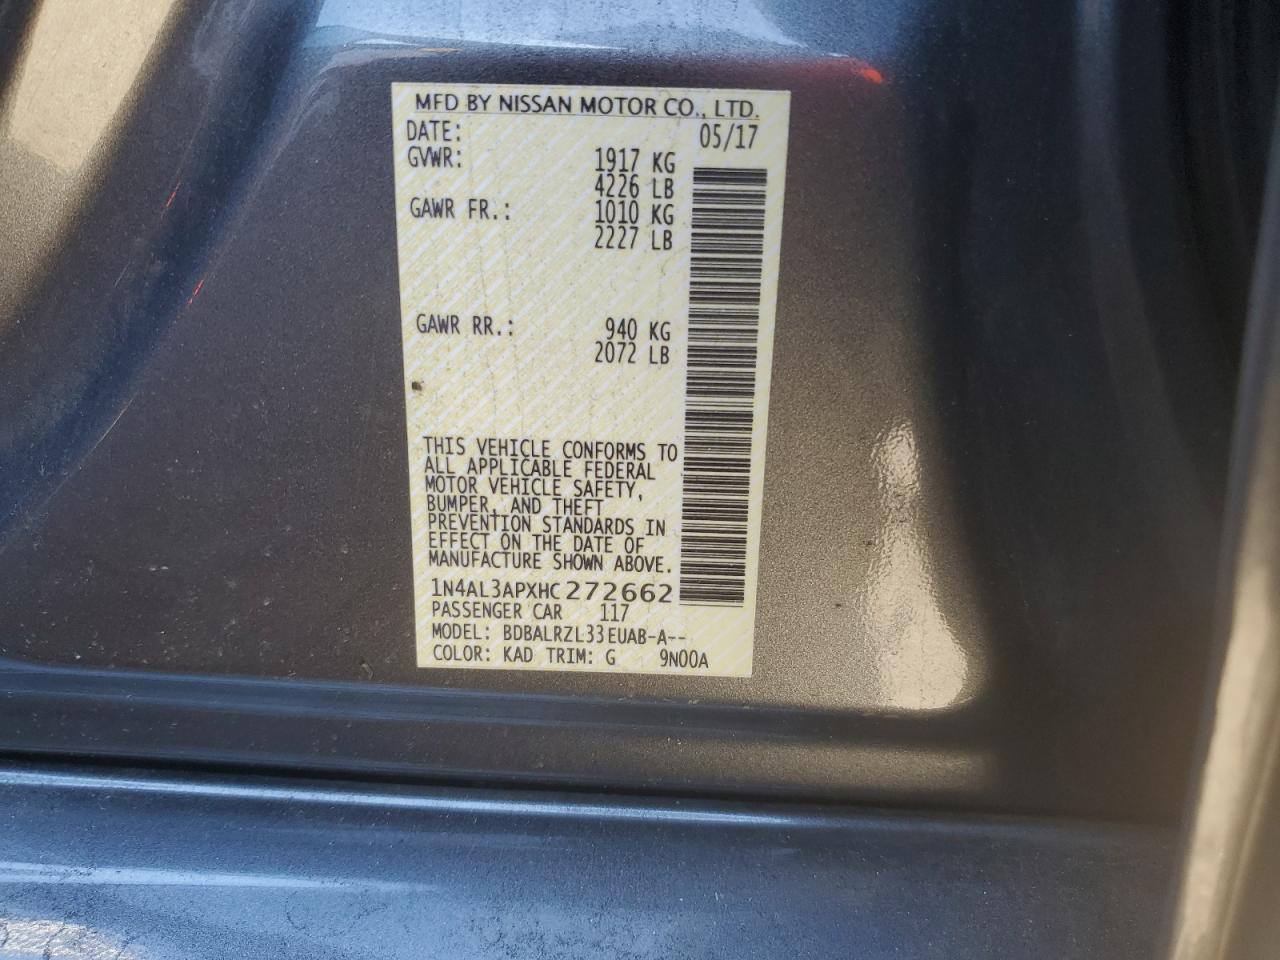 MFD BY NISSAN MOTOR CO., LTD.
DATE: 05/17
GVWR: 1917 KG
4226 LB
GAWR FR.: 1010 KG
2227 LB
GAWR RR.: 940 KG
2072 LB
THIS VEHICLE CONFORMS TO
ALL APPLICABLE FEDERAL
MOTOR VEHICLE SAFETY,
BUMPER, AND THEFT
PREVENTION STANDARDS IN
EFFECT ON THE DATE OF
MANUFACTURE SHOWN ABOVE.
1N4AL3APXHC272662
PASSENGER CAR 117
MODEL: BDBALRZL33EUAB-A--
COLOR: KAD TRIM: G 9N00A